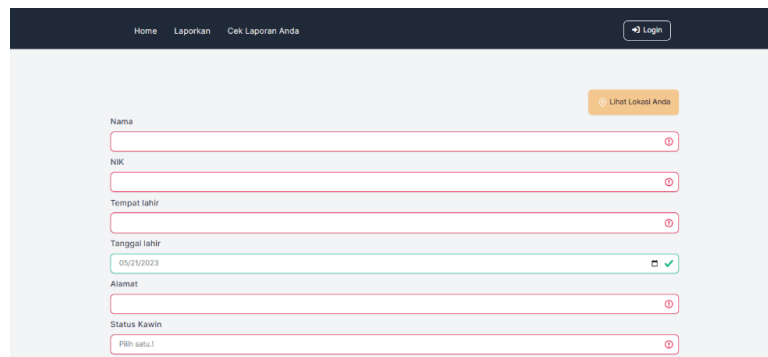 Home Laporkan Cek Laporan Anda Login
Lihat Lokasi Anda
Nama
NIK
Tempat lahir
Tanggal lahir
05/21/2023
Alamat
Status Kawin
Pilih satu.!